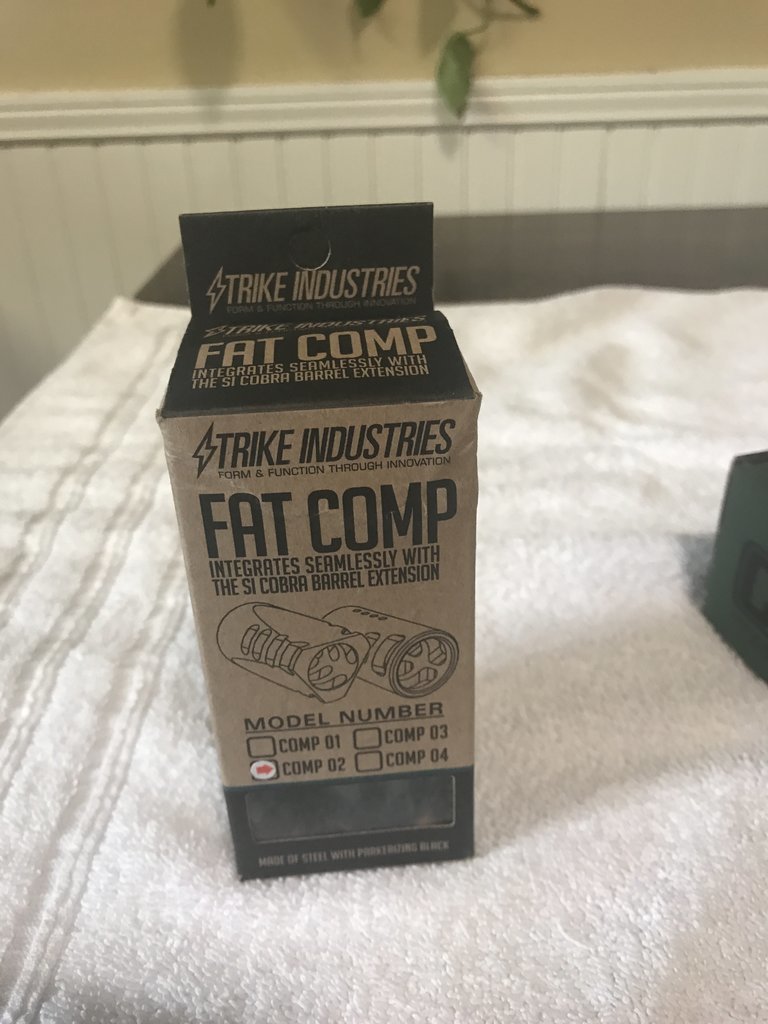 STRIKE INDUSTRIES
FORM & FUNCTION THROUGH INNOVATION
STRIKE INDUSTRIES
FAT COMP
INTEGRATES SEAMLESSLY WITH
THE SI COBRA BARREL EXTENSION
STRIKE INDUSTRIES
FORM & FUNCTION THROUGH INNOVATION
FAT COMP
INTEGRATES SEAMLESSLY WITH
THE SI COBRA BARREL EXTENSION
MODEL NUMBER
COMP 01 COMP 03
COMP 02 COMP 04
MADE OF STEEL WITH PARKERIZING BLACK